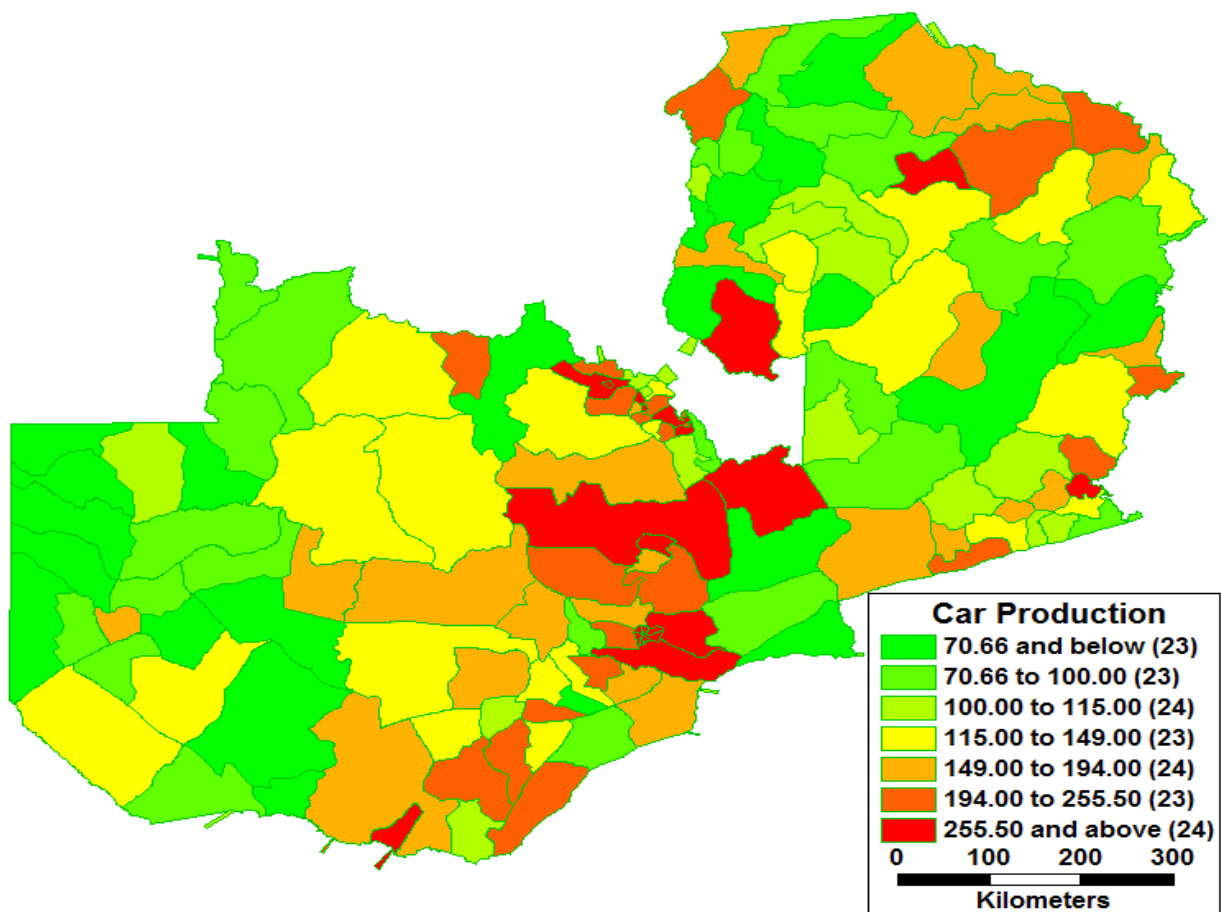 Car Production
70.66 and below (23)
70.66 to 100.00 (23)
100.00 to 115.00 (24)
115.00 to 149.00 (23)
149.00 to 194.00 (24)
194.00 to 255.50 (23)
255.50 and above (24)
0 100 200 300
Kilometers